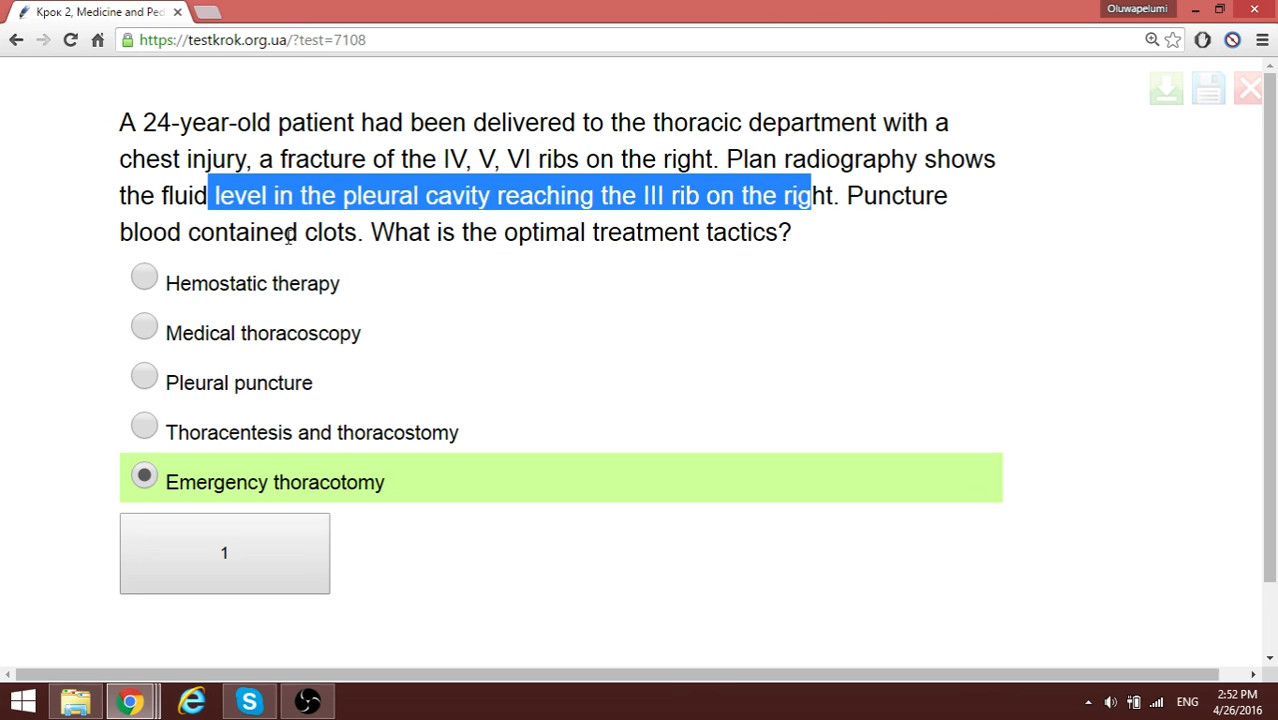 Oluwapelumi
Крок 2, Medicine and Ped
https://testkrok.org.ua/?test=7108
A 24-year-old patient had been delivered to the thoracic department with a
chest injury, a fracture of the IV, V, VI ribs on the right. Plan radiography shows
the fluid level in the pleural cavity reaching the III rib on the right. Puncture
blood contained clots. What is the optimal treatment tactics?
Hemostatic therapy
Medical thoracoscopy
Pleural puncture
Thoracentesis and thoracostomy
Emergency thoracotomy
1
2:52 PM
ENG
4/26/2016